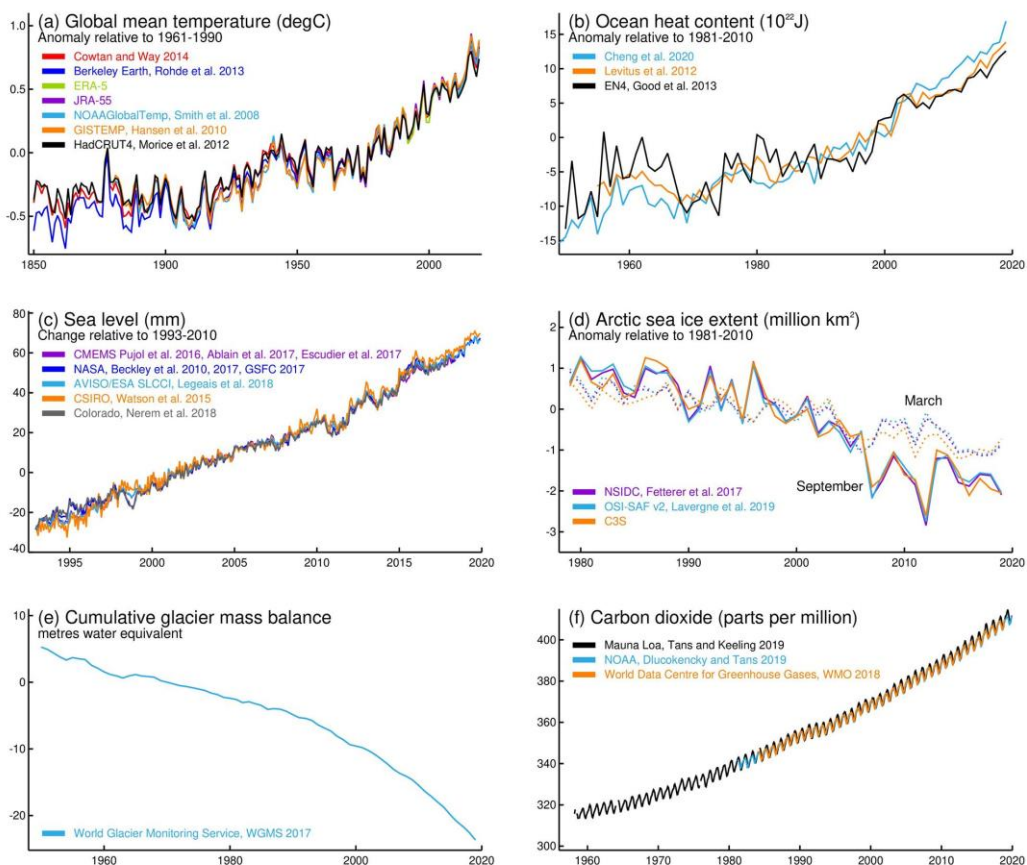 (a) Global mean temperature (degC)
Anomaly relative to 1961-1990
Cowtan and Way 2014
Berkeley Earth, Rohde et al. 2013
ERA-5
JRA-55
NOAAGlobalTemp, Smith et al. 2008
GISTEMP, Hansen et al. 2010
HadCRUT4, Morice et al. 2012
1.0
0.5
0.0
-0.5
1850
1900
1950
2000
(b) Ocean heat content (10²²J)
Anomaly relative to 1981-2010
Cheng et al. 2020
Levitus et al. 2012
EN4, Good et al. 2013
15
10
5
0
-5
-10
-15
1960
1980
2000
2020
(c) Sea level (mm)
Change relative to 1993-2010
CMEMS Pujol et al. 2016, Ablain et al. 2017, Escudier et al. 2017
NASA, Beckley et al. 2010, 2017, GSFC 2017
AVISO/ESA SLCCI, Legeais et al. 2018
CSIRO, Watson et al. 2015
Colorado, Nerem et al. 2018
80
60
40
20
0
-20
-40
1995
2000
2005
2010
2015
2020
(d) Arctic sea ice extent (million km²)
Anomaly relative to 1981-2010
March
September
NSIDC, Fetterer et al. 2017
OSI-SAF v2, Lavergne et al. 2019
C3S
2
1
0
-1
-2
-3
1980
1990
2000
2010
2020
(e) Cumulative glacier mass balance
metres water equivalent
World Glacier Monitoring Service, WGMS 2017
10
0
-10
-20
1960
1980
2000
2020
(f) Carbon dioxide (parts per million)
Mauna Loa, Tans and Keeling 2019
NOAA, Dlucokencky and Tans 2019
World Data Centre for Greenhouse Gases, WMO 2018
400
380
360
340
320
300
1960
1970
1980
1990
2000
2010
2020